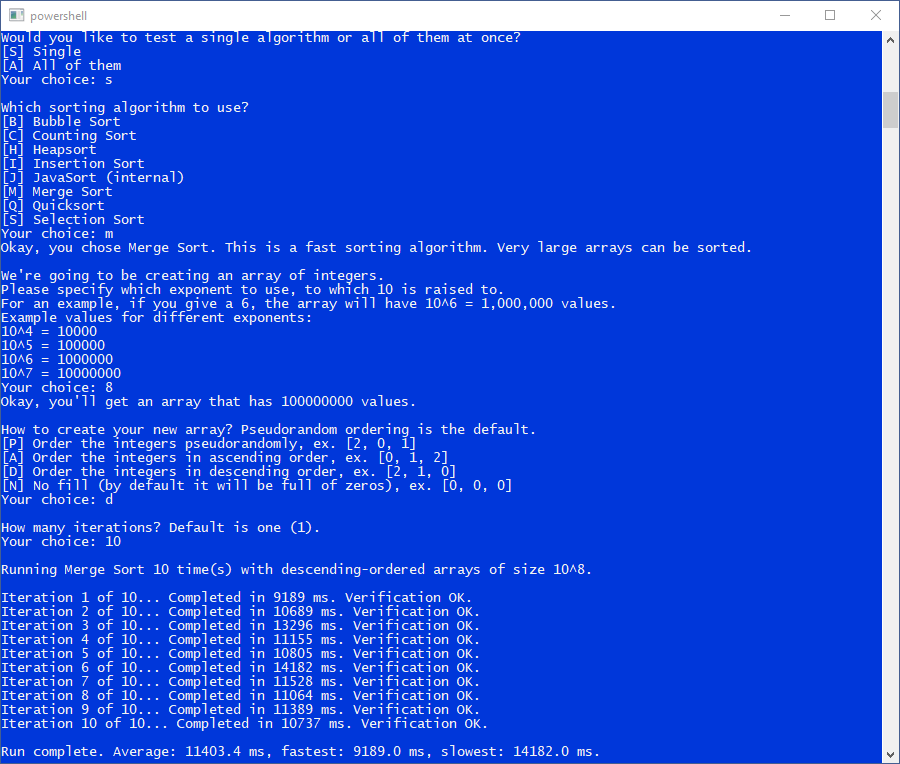 powershell
Would you like to test a single algorithm or all of them at once?
[S] Single
[A] All of them
Your choice: s
Which sorting algorithm to use?
[B] Bubble Sort
[C] Counting Sort
[H] Heapsort
[I] Insertion Sort
[J] JavaSort (internal)
[M] Merge Sort
[Q] Quicksort
[S] Selection Sort
Your choice: m
Okay, you chose Merge Sort. This is a fast sorting algorithm. Very large arrays can be sorted.
We're going to be creating an array of integers.
Please specify which exponent to use, to which 10 is raised to.
For an example, if you give a 6, the array will have 10^6 = 1,000,000 values.
Example values for different exponents:
10^4 = 10000
10^5 = 100000
10^6 = 1000000
10^7 = 10000000
Your choice: 8
Okay, you'll get an array that has 100000000 values.
How to create your new array? Pseudorandom ordering is the default.
[P] Order the integers pseudorandomly, ex. [2, 0, 1]
[A] Order the integers in ascending order, ex. [0, 1, 2]
[D] Order the integers in descending order, ex. [2, 1, 0]
[N] No fill (by default it will be full of zeros), ex. [0, 0, 0]
Your choice: d
How many iterations? Default is one (1).
Your choice: 10
Running Merge Sort 10 time(s) with descending-ordered arrays of size 10^8.
Iteration 1 of 10... Completed in 9189 ms. Verification OK.
Iteration 2 of 10... Completed in 10689 ms. Verification OK.
Iteration 3 of 10... Completed in 13296 ms. Verification OK.
Iteration 4 of 10... Completed in 11155 ms. Verification OK.
Iteration 5 of 10... Completed in 10805 ms. Verification OK.
Iteration 6 of 10... Completed in 14182 ms. Verification OK.
Iteration 7 of 10... Completed in 11528 ms. Verification OK.
Iteration 8 of 10... Completed in 11064 ms. Verification OK.
Iteration 9 of 10... Completed in 11389 ms. Verification OK.
Iteration 10 of 10... Completed in 10737 ms. Verification OK.
Run complete. Average: 11403.4 ms, fastest: 9189.0 ms, slowest: 14182.0 ms.